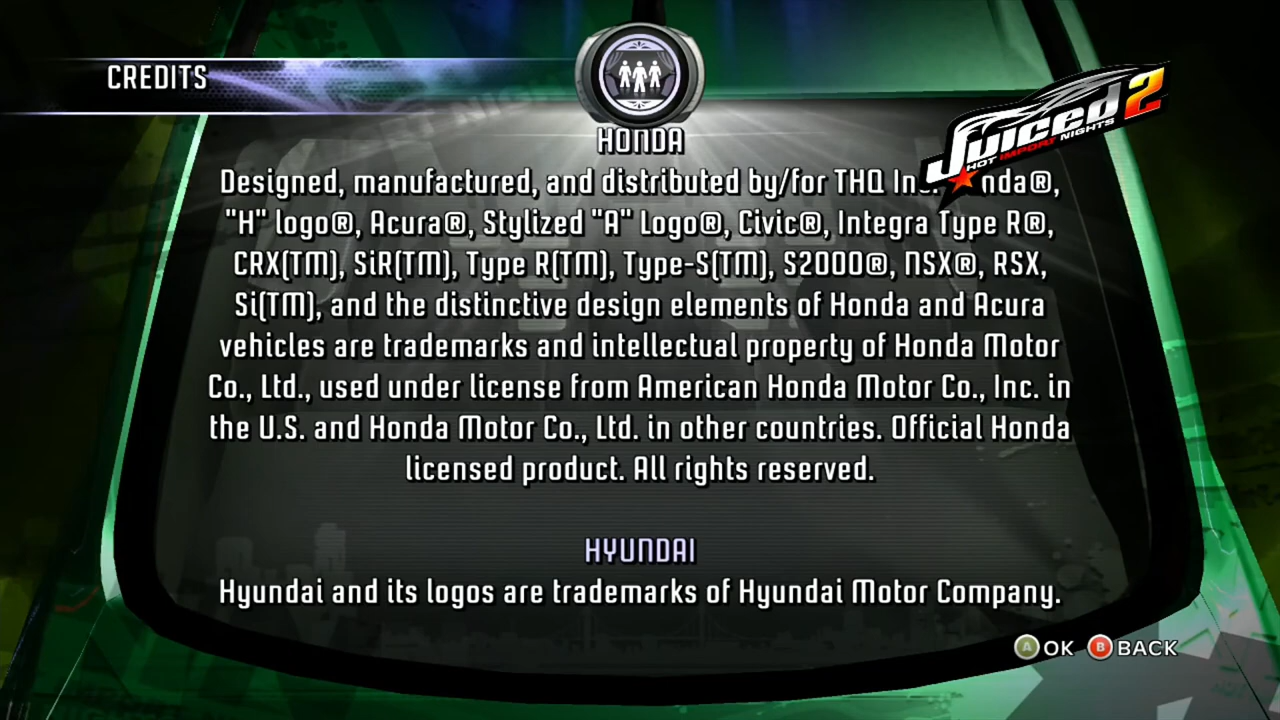 CREDITS
Juiced 2
HOT IMPORT NIGHTS
HONDA
Designed, manufactured, and distributed by/for THQ In nda®,
"H" logo®, Acura®, Stylized "A" Logo®, Civic®, Integra Type R®,
CRX(TM), SiR(TM), Type R(TM), Type-S(TM), S2000®, NSX®, RSX,
Si(TM), and the distinctive design elements of Honda and Acura
vehicles are trademarks and intellectual property of Honda Motor
Co., Ltd., used under license from American Honda Motor Co., Inc. in
the U.S. and Honda Motor Co., Ltd. in other countries. Official Honda
licensed product. All rights reserved.
HYUNDAI
Hyundai and its logos are trademarks of Hyundai Motor Company.
A OK B BACK